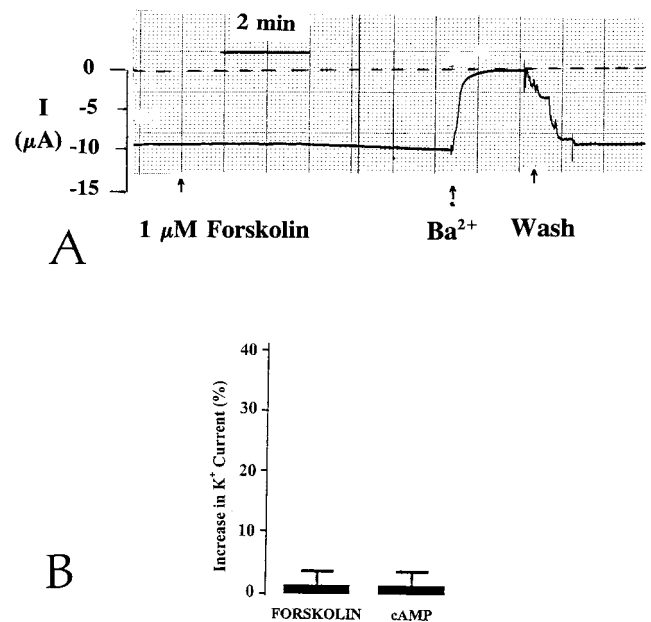 2 min
0
I -5
(μA) -10
-15
1 μM Forskolin Ba²⁺ Wash
A
40
30
20
10
0
Increase in K⁺ Current (%)
B
FORSKOLIN cAMP